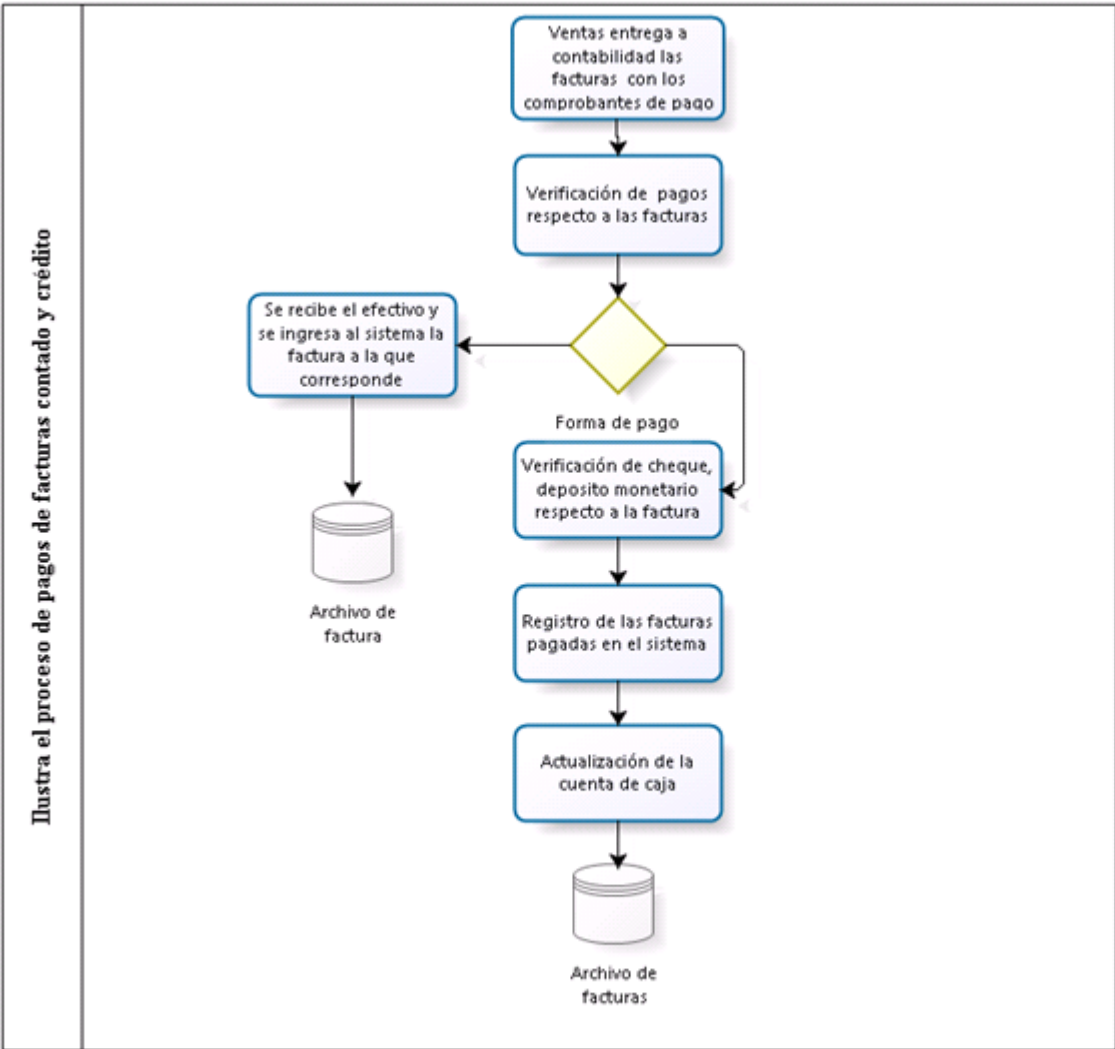 Ilustra el proceso de pagos de facturas contado y crédito
Ventas entrega a
contabilidad las
facturas con los
comprobantes de pago
Verificación de pagos
respecto a las facturas
Se recibe el efectivo y
se ingresa al sistema la
factura a la que
corresponde
Forma de pago
Verificación de cheque,
deposito monetario
respecto a la factura
Archivo de
factura
Registro de las facturas
pagadas en el sistema
Actualización de la
cuenta de caja
Archivo de
facturas